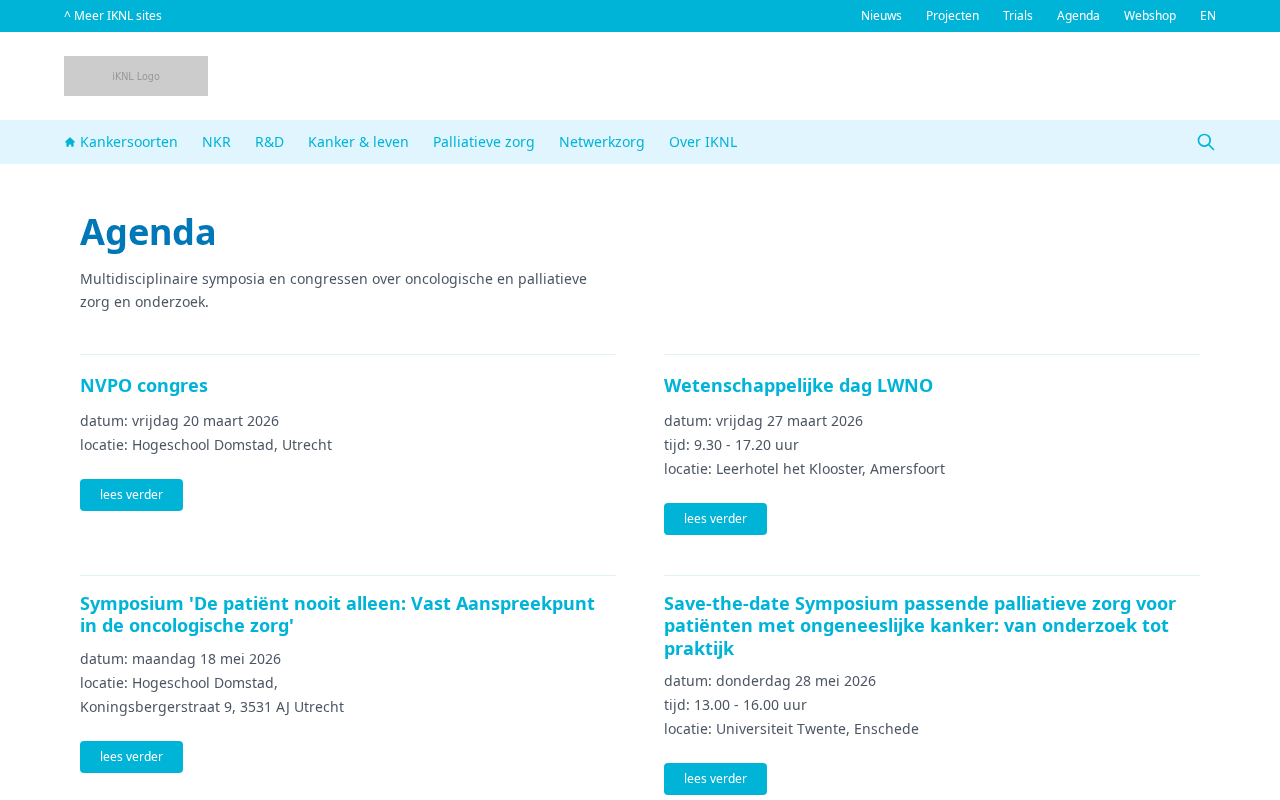 ^ Meer IKNL sites
Nieuws Projecten Trials Agenda Webshop EN
iKNL Logo
Kankersoorten NKR R&D Kanker & leven Palliatieve zorg Netwerkzorg Over IKNL
Agenda
Multidisciplinaire symposia en congressen over oncologische en palliatieve
zorg en onderzoek.
NVPO congres
datum: vrijdag 20 maart 2026
locatie: Hogeschool Domstad, Utrecht
lees verder
Wetenschappelijke dag LWNO
datum: vrijdag 27 maart 2026
tijd: 9.30 - 17.20 uur
locatie: Leerhotel het Klooster, Amersfoort
lees verder
Symposium 'De patiënt nooit alleen: Vast Aanspreekpunt
in de oncologische zorg'
datum: maandag 18 mei 2026
locatie: Hogeschool Domstad,
Koningsbergerstraat 9, 3531 AJ Utrecht
lees verder
Save-the-date Symposium passende palliatieve zorg voor
patiënten met ongeneeslijke kanker: van onderzoek tot
praktijk
datum: donderdag 28 mei 2026
tijd: 13.00 - 16.00 uur
locatie: Universiteit Twente, Enschede
lees verder